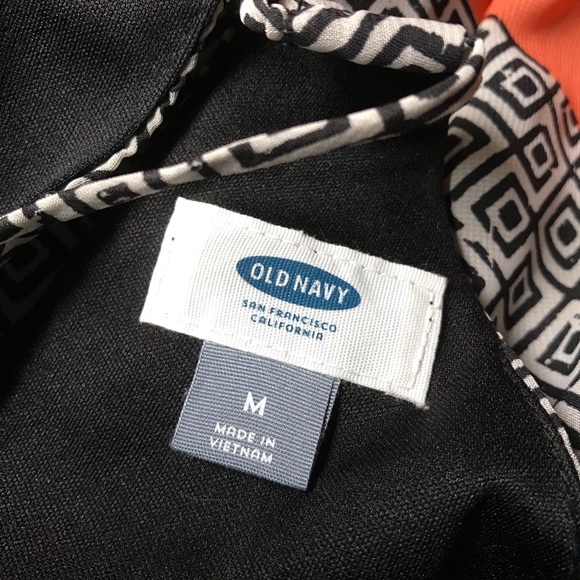 OLD NAVY
SAN FRANCISCO
CALIFORNIA
M
MADE IN
VIETNAM